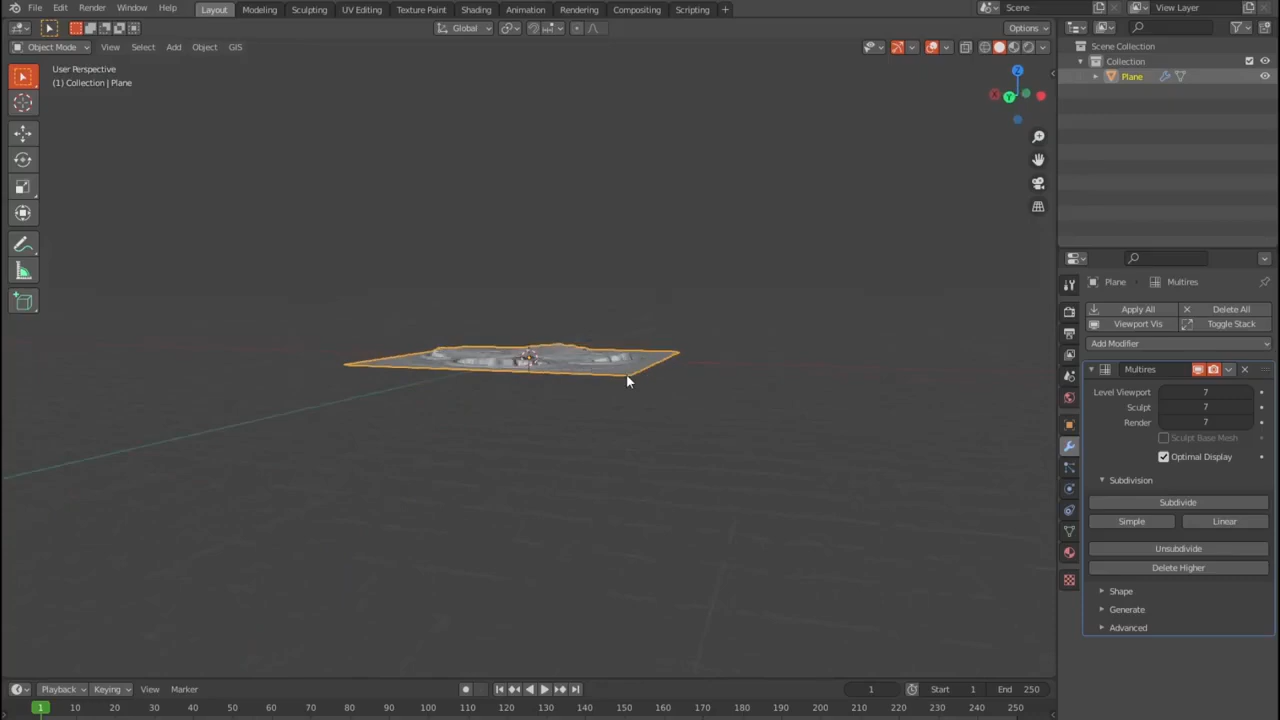 File Edit Render Window Help Layout Modeling Sculpting UV Editing Texture Paint Shading Animation Rendering Compositing Scripting + Scene View Layer
Global Options
Object Mode View Select Add Object GIS
User Perspective
(1) Collection | Plane
Z
Y
Scene Collection
Collection
Plane
Plane Multires
Apply All Delete All
Viewport Vis Toggle Stack
Add Modifier
Multires
Level Viewport 7
Sculpt 7
Render 7
Sculpt Base Mesh
Optimal Display
Subdivision
Subdivide
Simple Linear
Unsubdivide
Delete Higher
Shape
Generate
Advanced
Playback Keying View Marker 1 Start 1 End 250
1 10 20 30 40 50 60 70 80 90 100 110 120 130 140 150 160 170 180 190 200 210 220 230 240 250